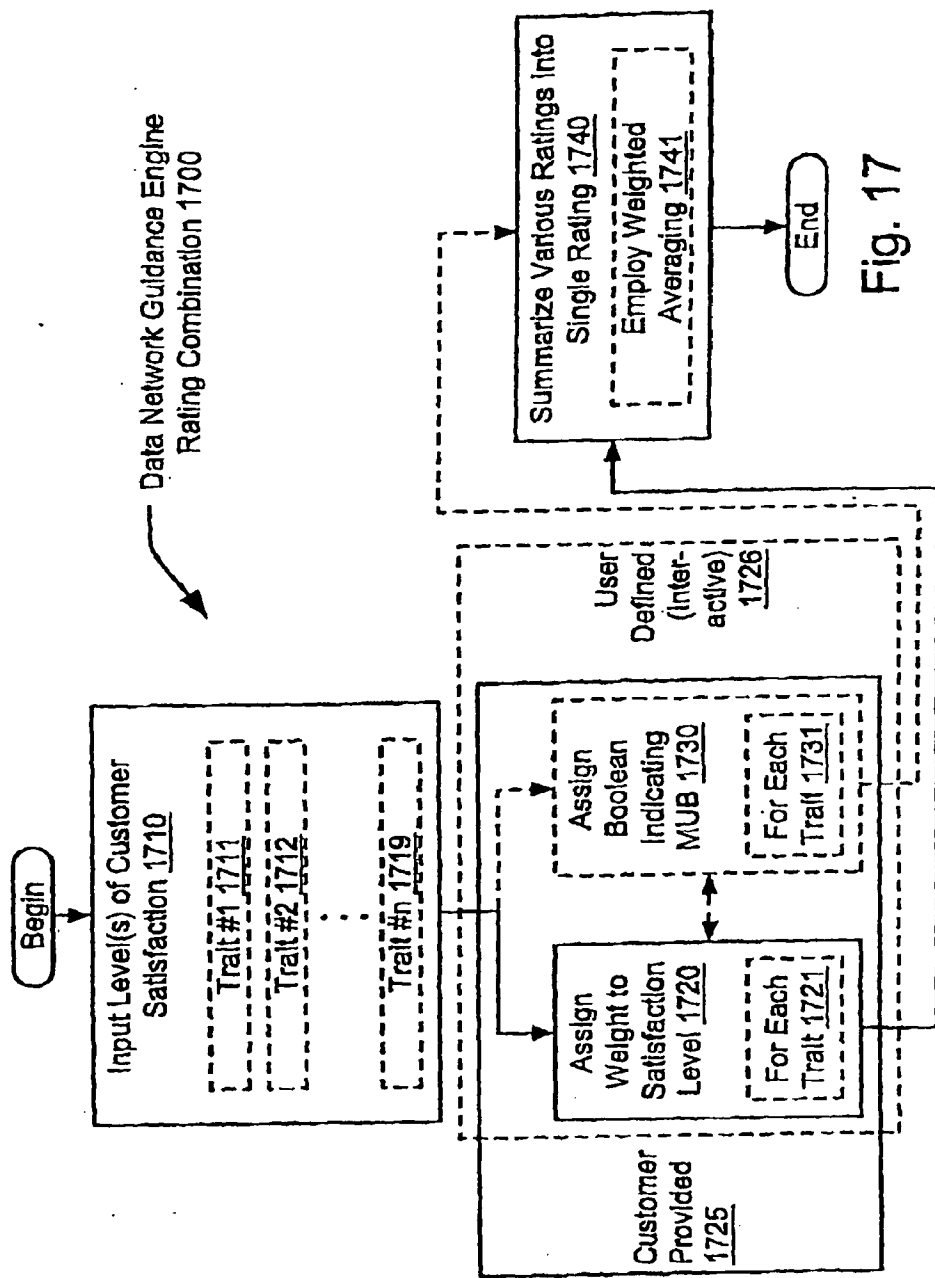 Data Network Guidance Engine
Rating Combination 1700
Begin
Input Level(s) of Customer
Satisfaction 1710
Trait #1 1711
Trait #2 1712
Trait #n 1719
Customer
Provided
1725
Assign
Weight to
Satisfaction
Level 1720
For Each
Trait 1721
Assign
Boolean
Indicating
MUB 1730
For Each
Trait 1731
User
Defined
(Inter-
active)
1726
Summarize Various Ratings Into
Single Rating 1740
Employ Weighted
Averaging 1741
End
Fig. 17